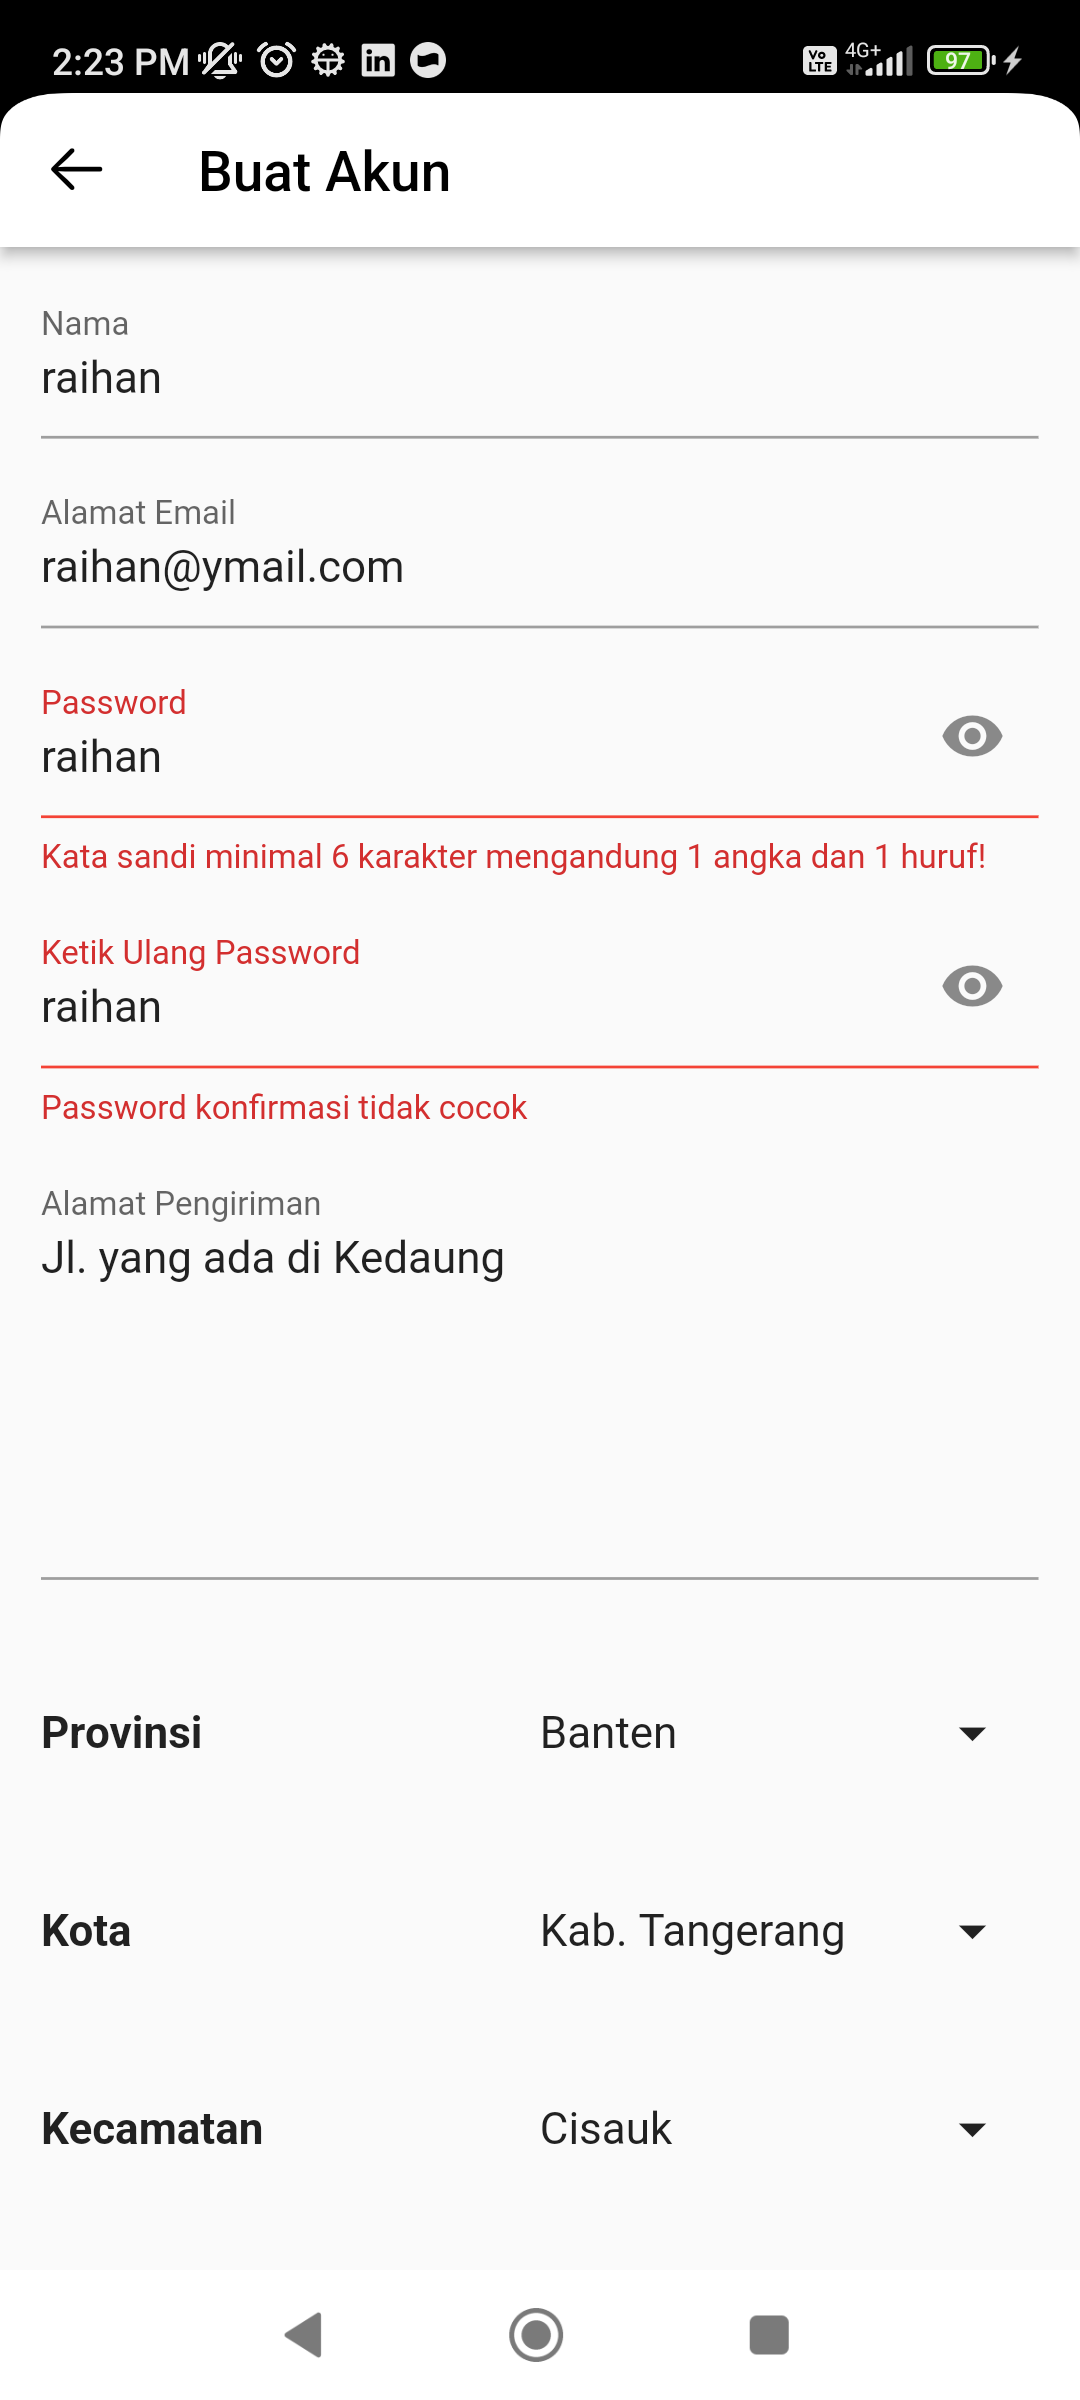 2:23 PM
Vo LTE 4G+ 97
Buat Akun
Nama
raihan
Alamat Email
raihan@ymail.com
Password
raihan
Kata sandi minimal 6 karakter mengandung 1 angka dan 1 huruf!
Ketik Ulang Password
raihan
Password konfirmasi tidak cocok
Alamat Pengiriman
Jl. yang ada di Kedaung
Provinsi Banten
Kota Kab. Tangerang
Kecamatan Cisauk